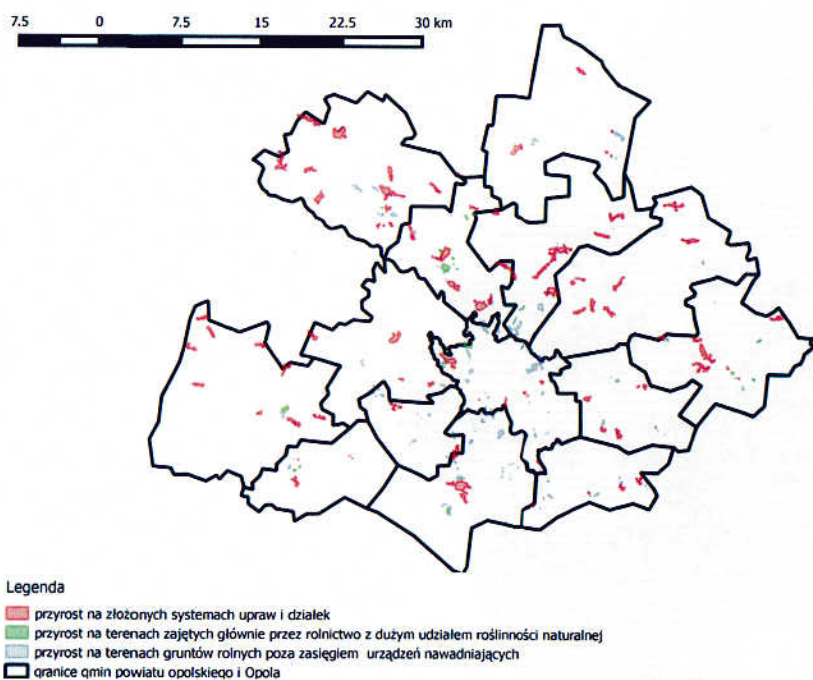 7.5 0 7.5 15 22.5 30 km
Legenda
przyrost na złożonych systemach upraw i działek
przyrost na terenach zajętych głównie przez rolnictwo z dużym udziałem roślinności naturalnej
przyrost na terenach gruntów rolnych poza zasięgiem urządzeń nawadniających
granice gmin powiatu opolskiego i Opola